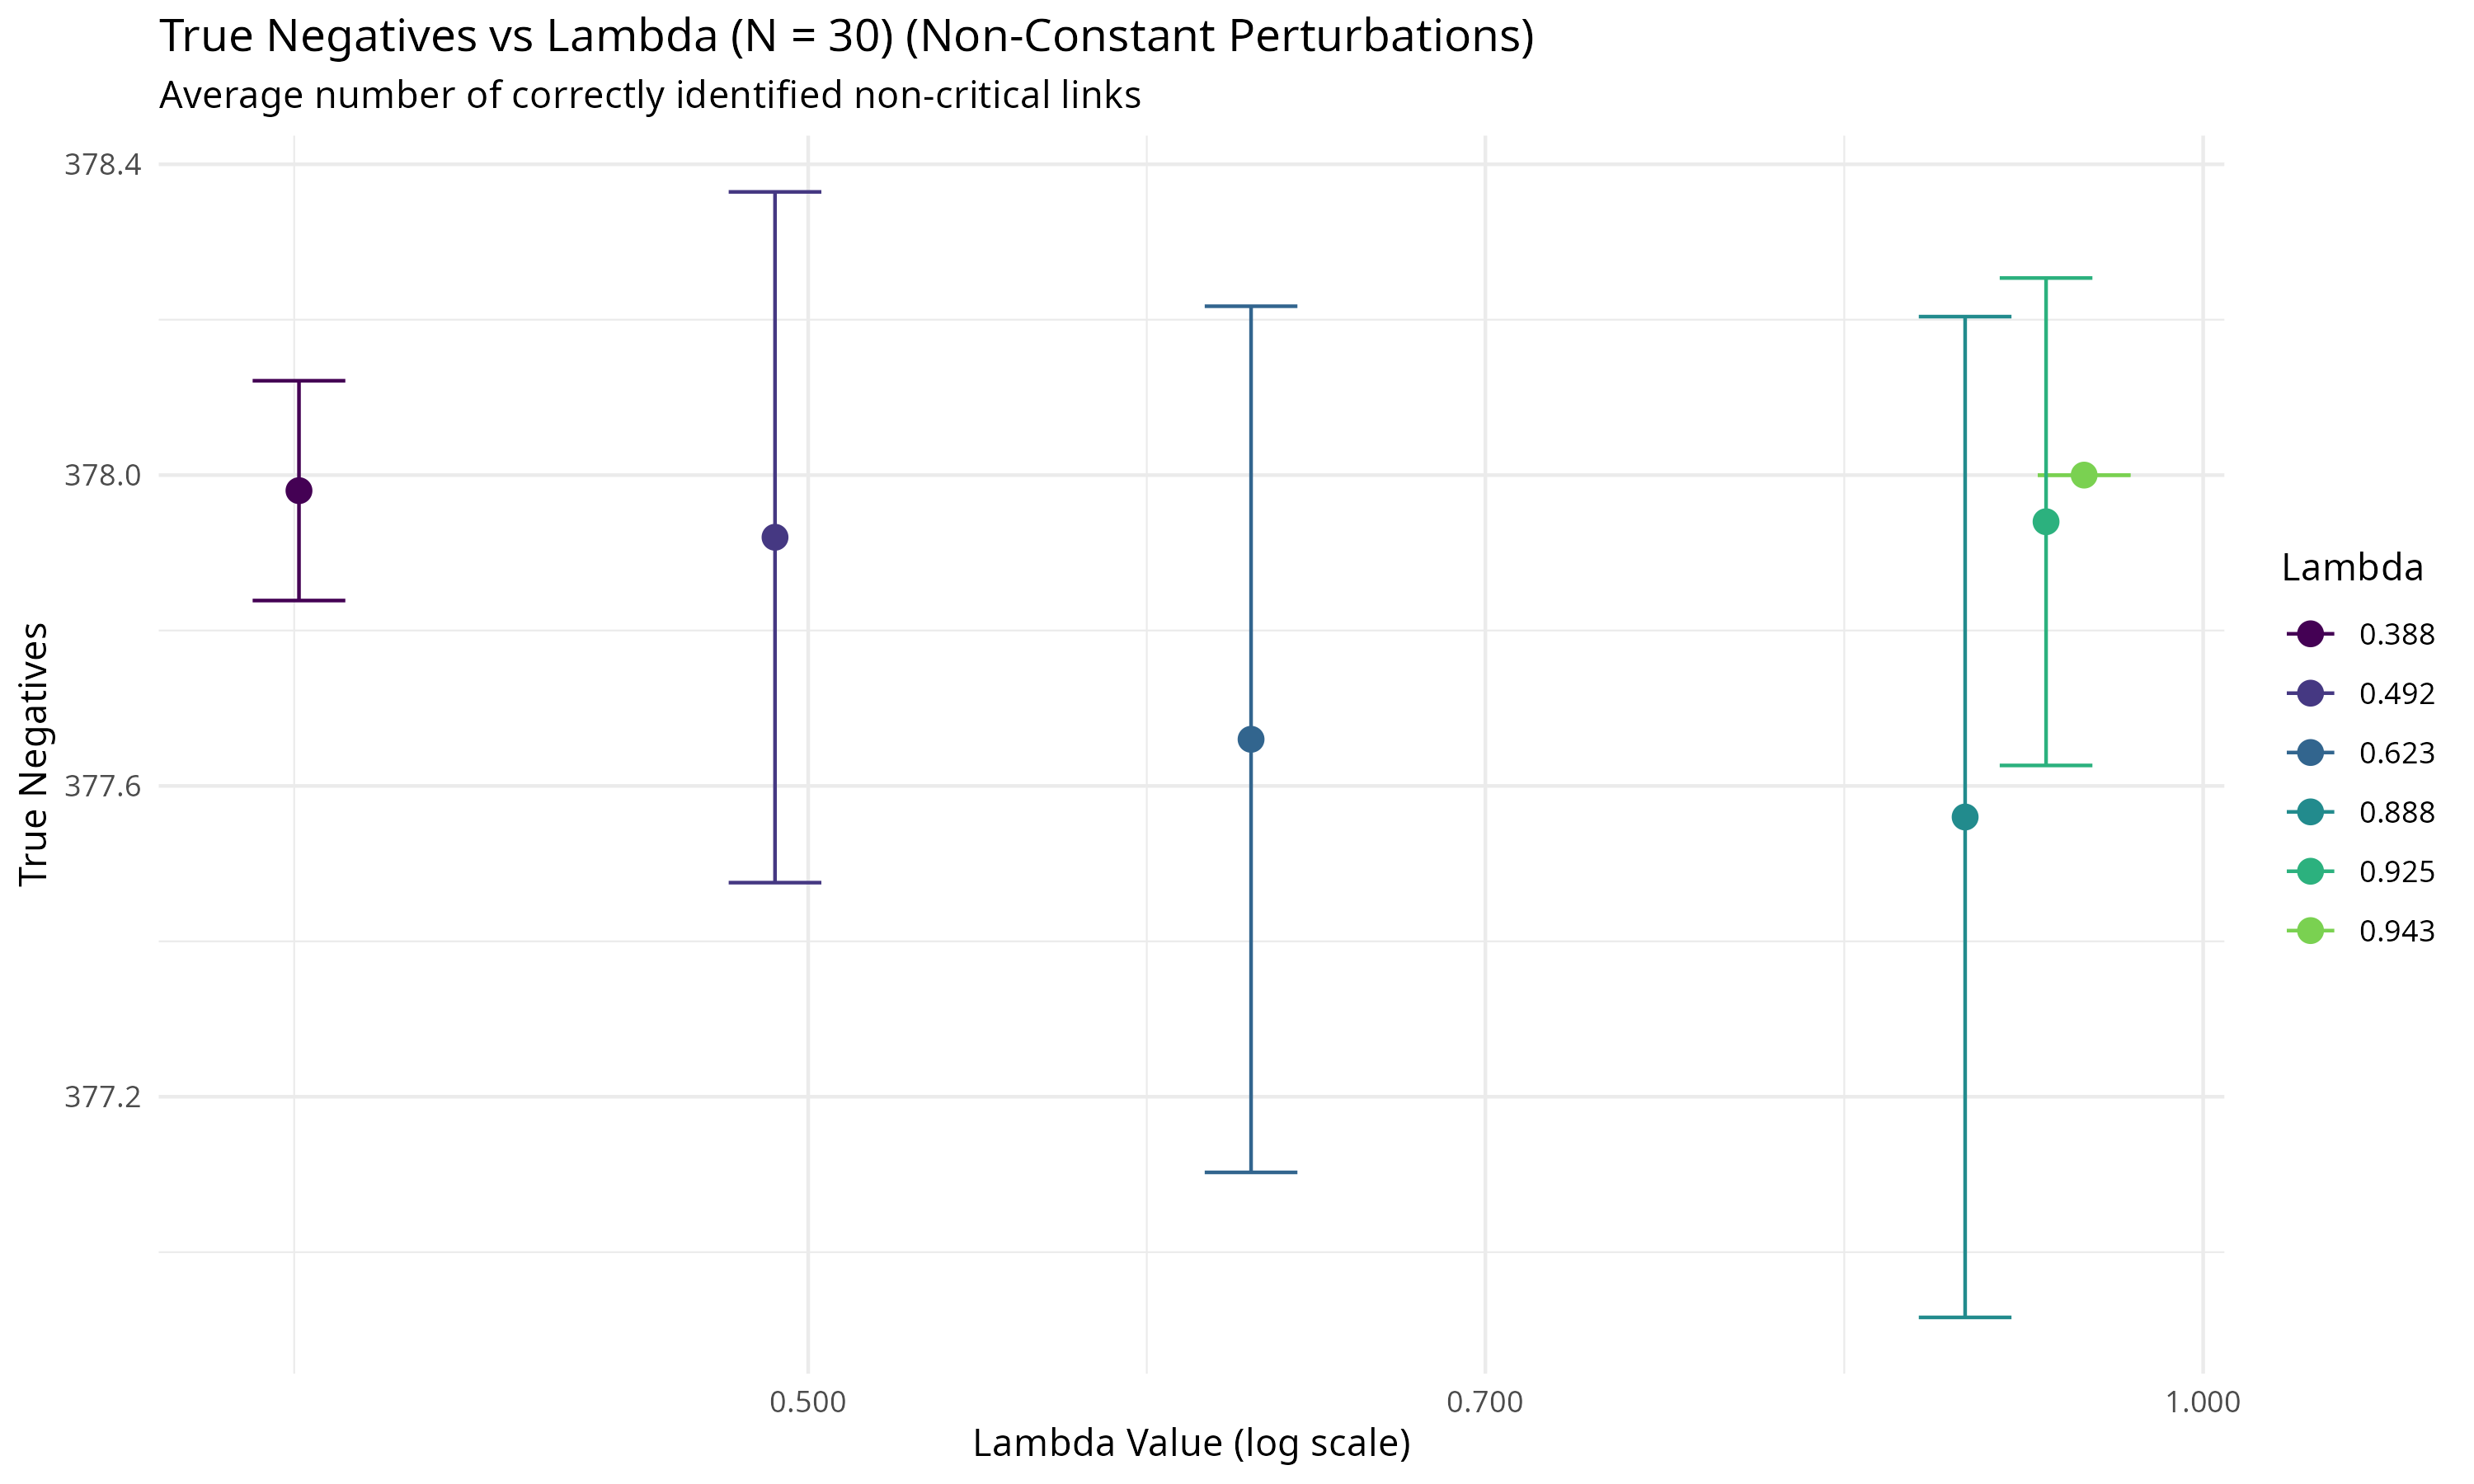 True Negatives vs Lambda (N = 30) (Non-Constant Perturbations)
Average number of correctly identified non-critical links
378.4
378.0
377.6
377.2
True Negatives
0.500
0.700
1.000
Lambda Value (log scale)
Lambda
0.388
0.492
0.623
0.888
0.925
0.943